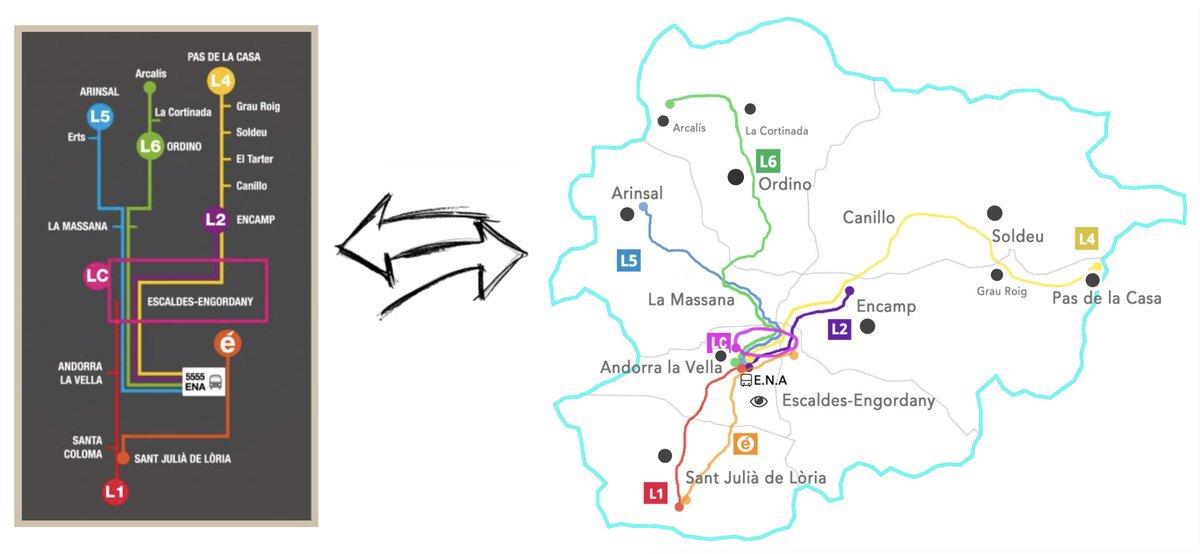 PAS DE LA CASA
L4
Arcalís
ARINSAL
L5
La Cortinada
Grau Roig
Erts
L6
ORDINO
Soldeu
El Tarter
Canillo
LA MASSANA
L2
ENCAMP
LC
ESCALDES-ENGORDANY
é
ANDORRA
LA VELLA
5555
ENA
SANTA
COLOMA
SANT JULIÀ DE LÒRIA
L1
Arcalís
La Cortinada
L6
Ordino
Arinsal
L5
Canillo
Soldeu
L4
Grau Roig
Pas de la Casa
La Massana
Encamp
L2
LC
Andorra la Vella
E.N.A
Escaldes-Engordany
é
Sant Julià de Lòria
L1